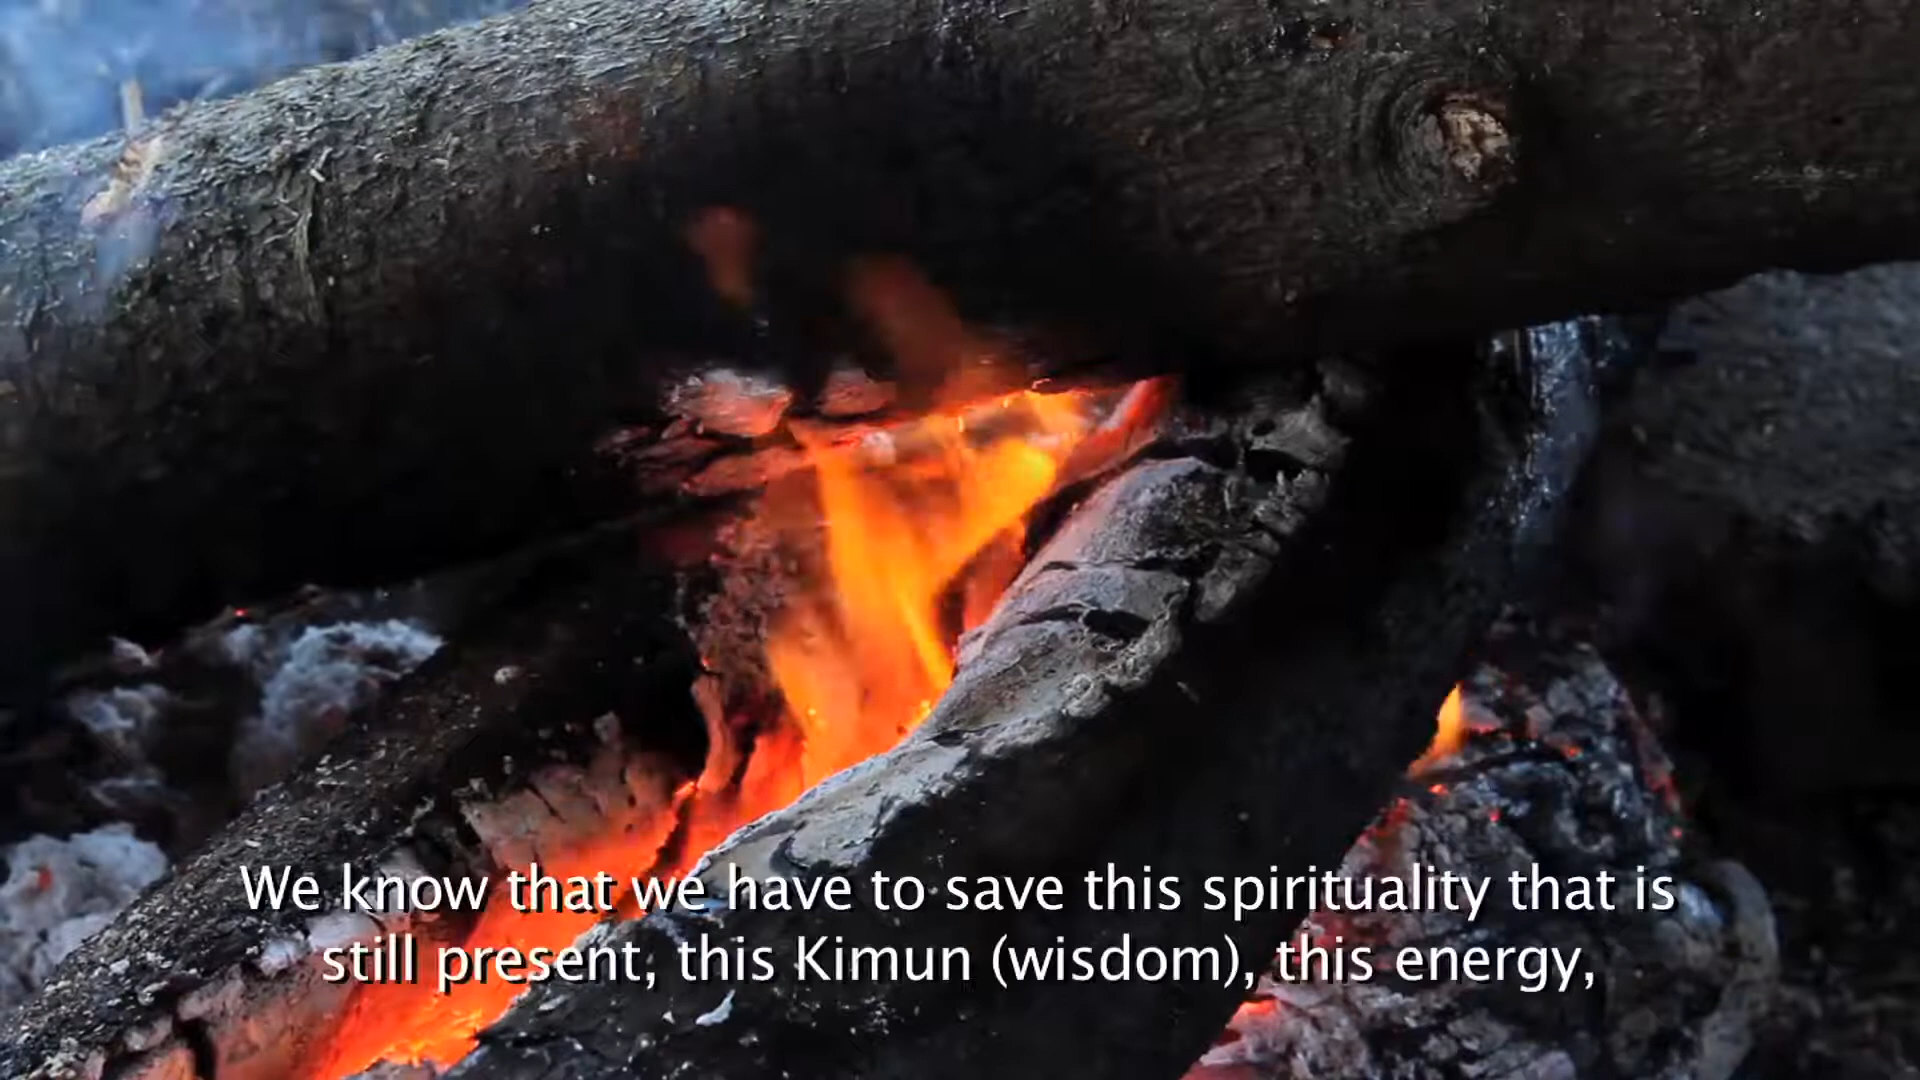 We know that we have to save this spirituality that is
still present, this Kimun (wisdom), this energy,